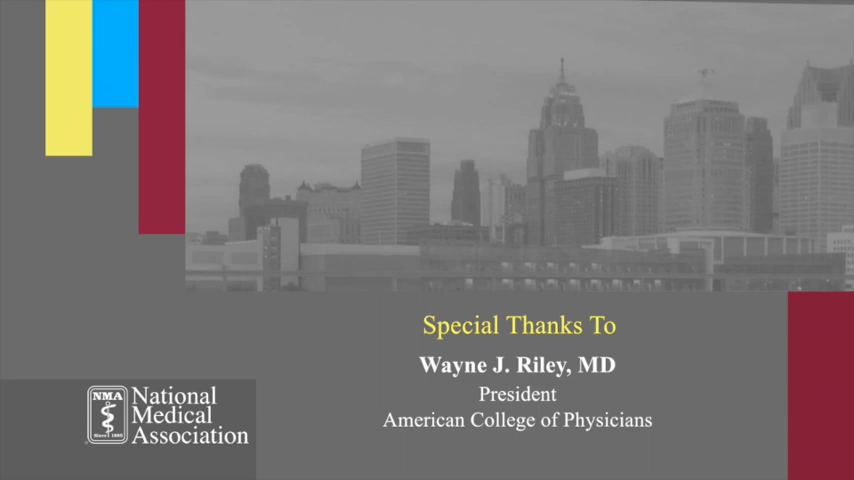 Special Thanks To
Wayne J. Riley, MD
President
American College of Physicians
NMA
Since 1895
National
Medical
Association